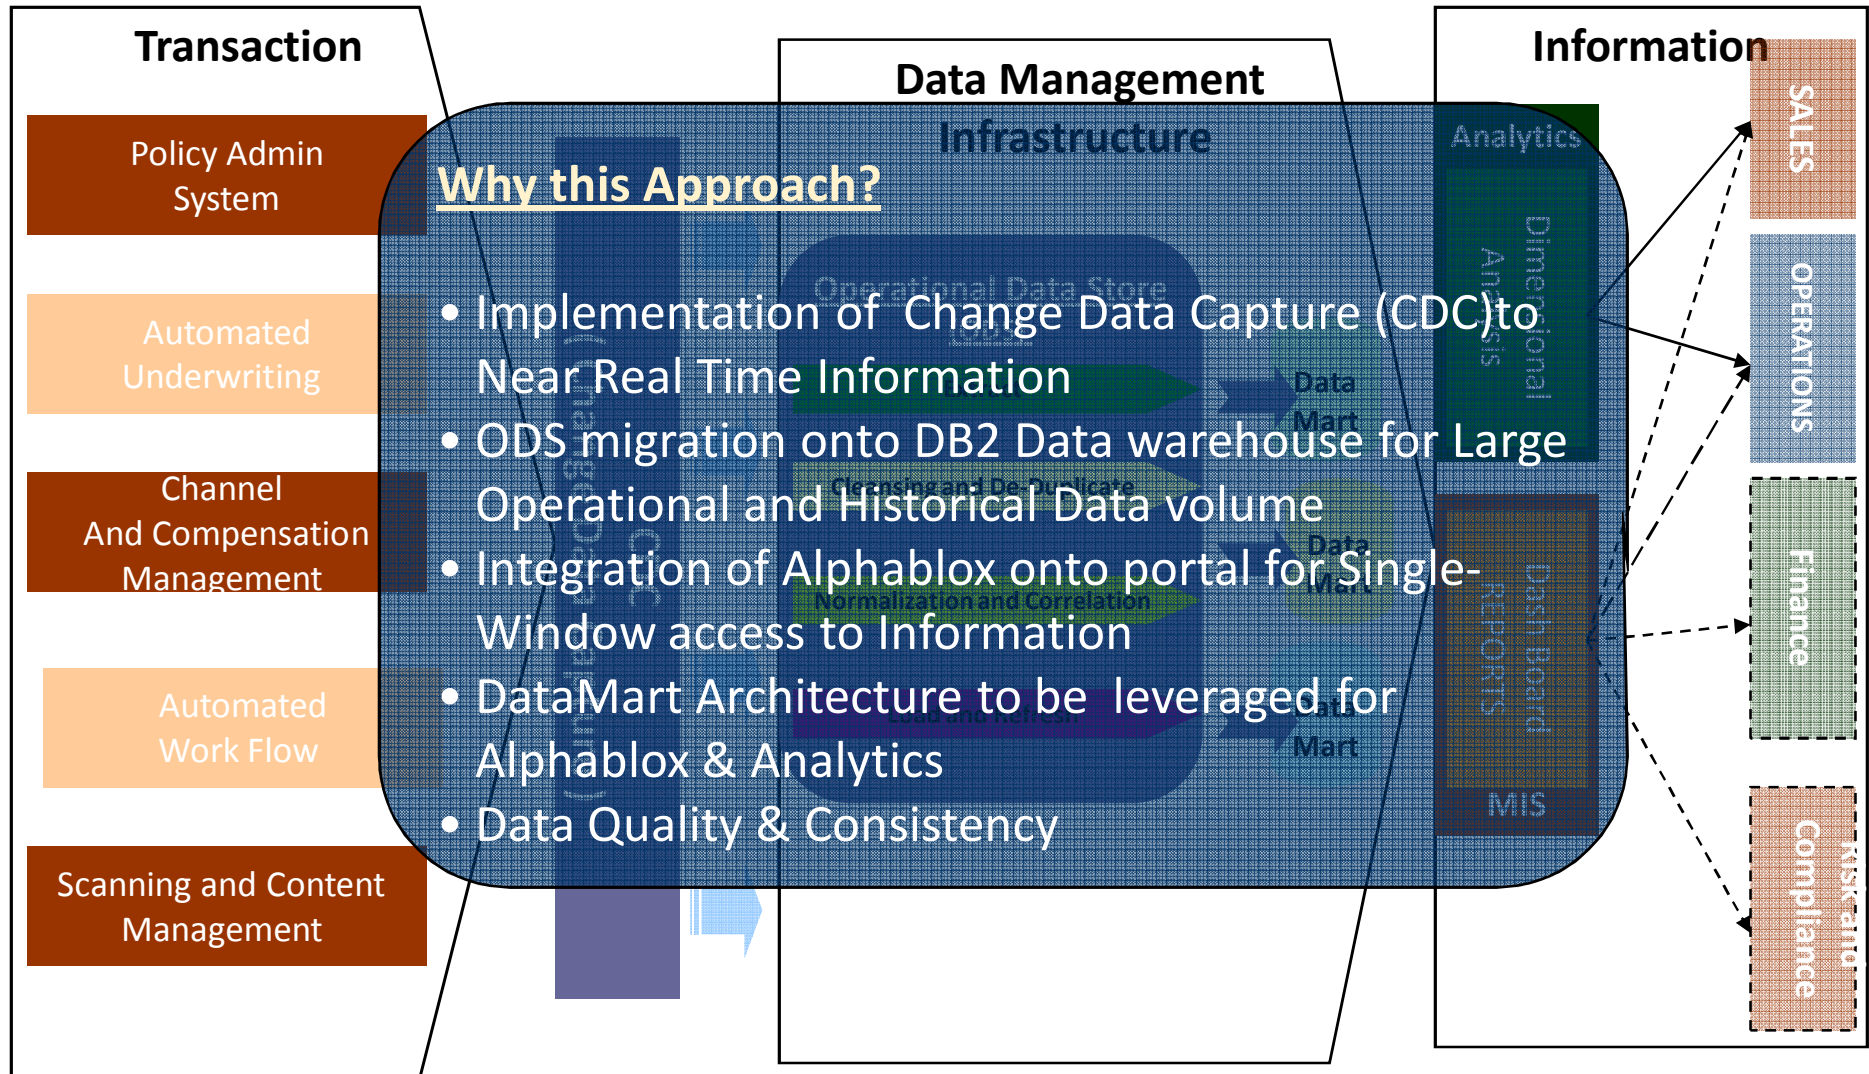 Transaction
Policy Admin
System
Automated
Underwriting
Channel
And Compensation
Management
Automated
Work Flow
Scanning and Content
Management
CDC
(Change Data Capture)
Data Management
Infrastructure
Why this Approach?
• Implementation of Change Data Capture (CDC)to
Near Real Time Information
• ODS migration onto DB2 Data warehouse for Large
Operational and Historical Data volume
• Integration of Alphablox onto portal for Single-
Window access to Information
• DataMart Architecture to be leveraged for
Alphablox & Analytics
• Data Quality & Consistency
Operational Data Store
Extract
Cleansing and De-Duplicate
Normalization and Correlation
Load and Refresh
Data
Mart
Data
Mart
Data
Mart
Information
Analytics
Dimensional
Analysis
Dash Board
REPORTS
MIS
SALES
OPERATIONS
Finance
Risk and
Compliance